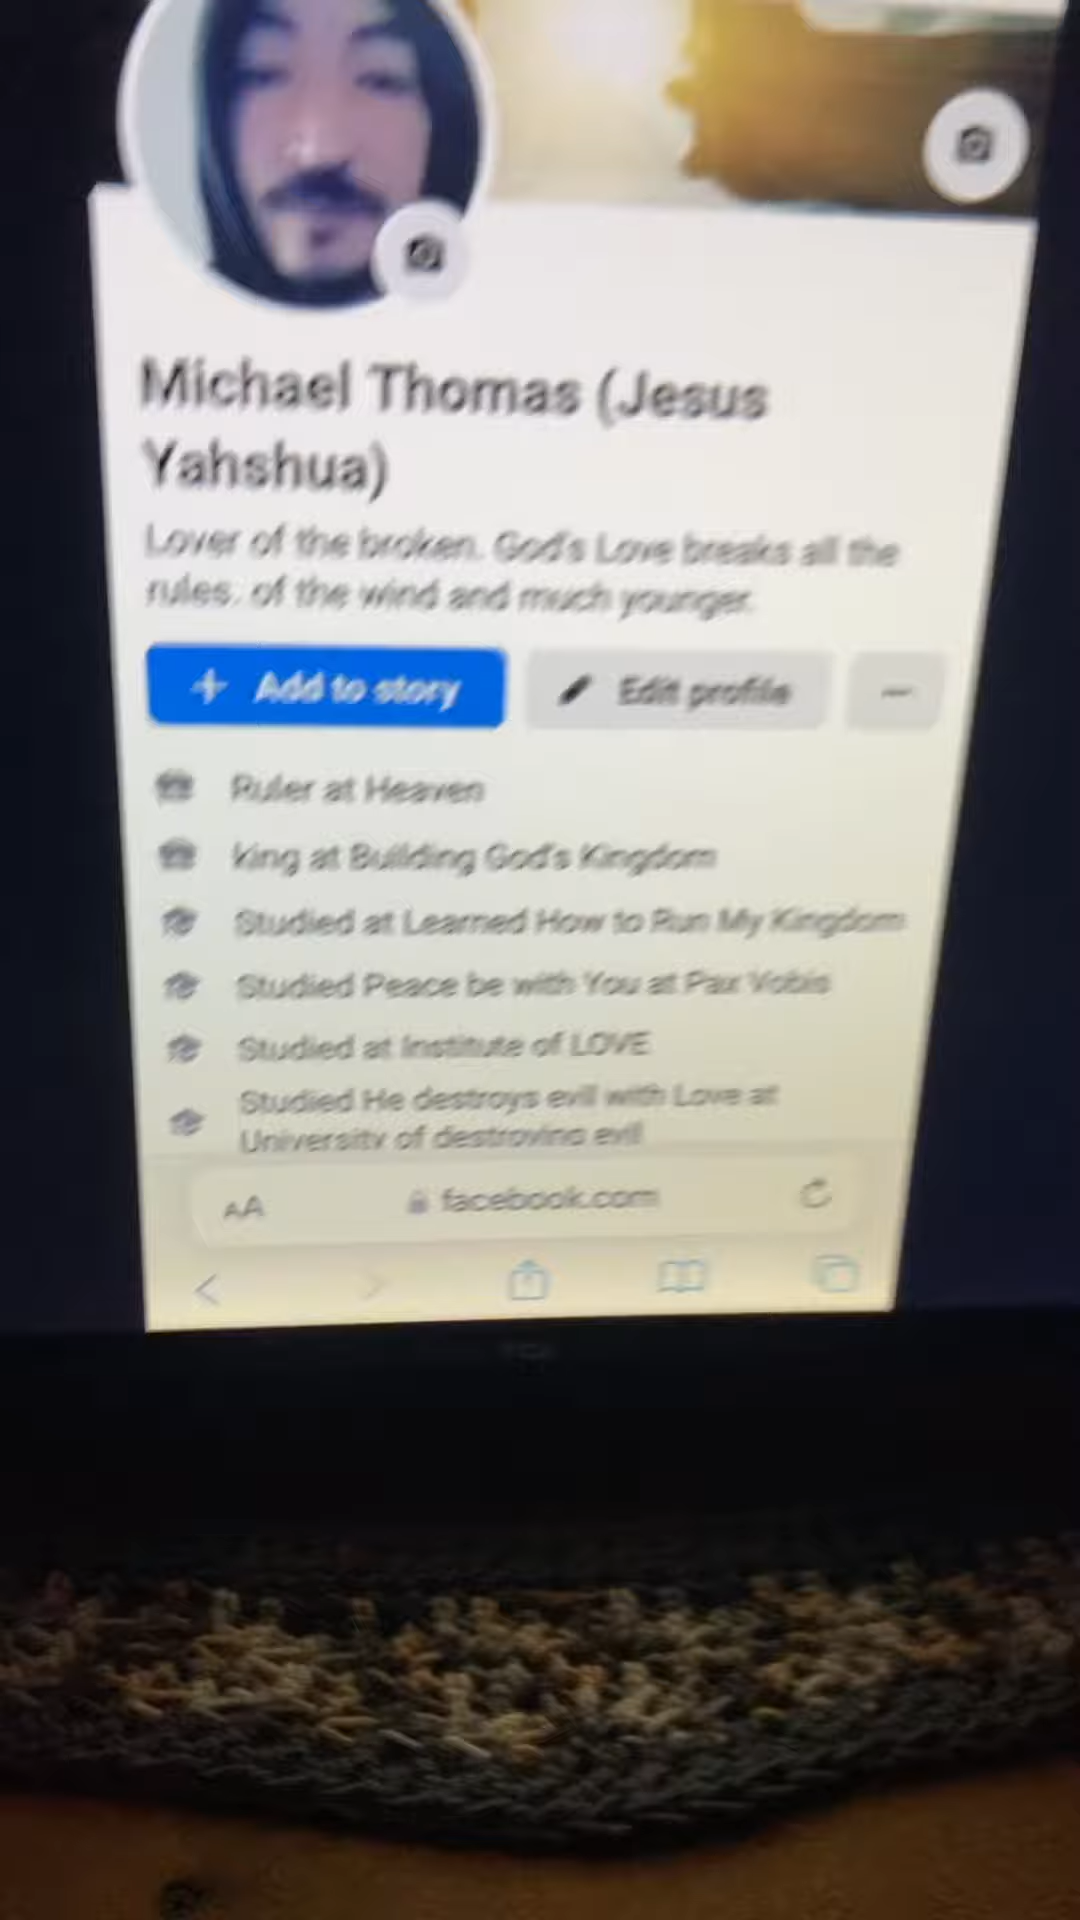 Michael Thomas (Jesus
Yahshua)
Lover of the broken. God's Love breaks all the
rules. of the wind and much younger.
+ Add to story
Edit profile
Ruler at Heaven
king at Building God's Kingdom
Studied at Learned How to Run My Kingdom
Studied Peace be with You at Pax Vobis
Studied at Institute of LOVE
Studied He destroys evil with Love at
University of destroying evil
AA
facebook.com